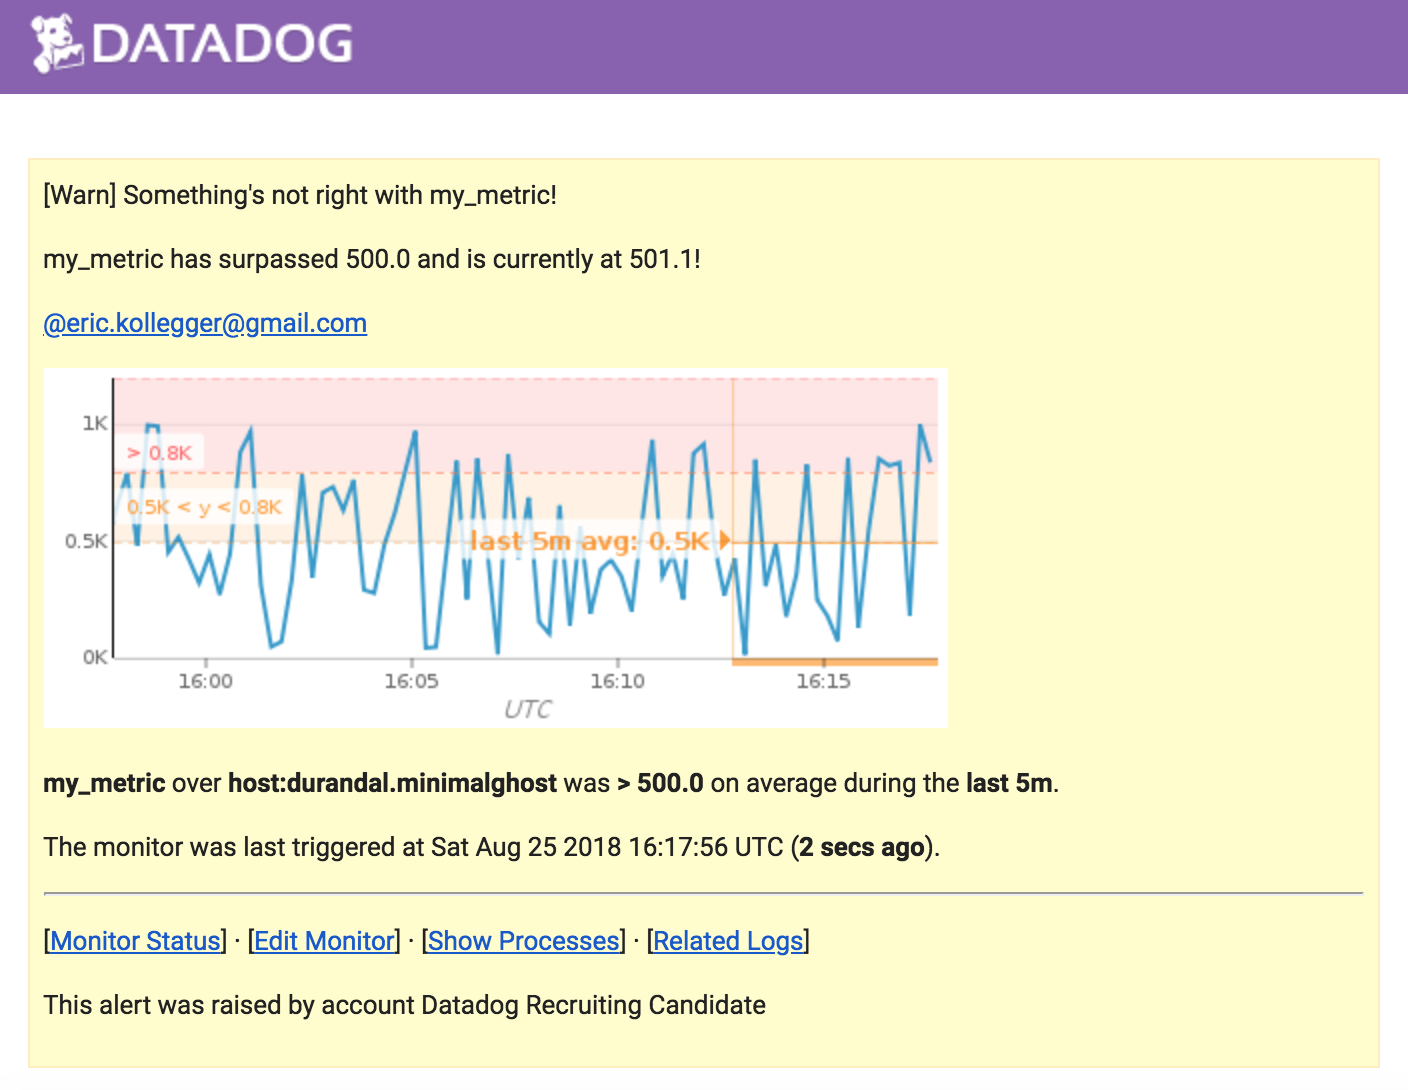 DATADOG
[Warn] Something's not right with my_metric!
my_metric has surpassed 500.0 and is currently at 501.1!
@eric.kollegger@gmail.com
1K
> 0.8K
0.5K < y < 0.8K
0.5K
last 5m avg: 0.5K
0K
16:00 16:05 16:10 16:15
UTC
my_metric over host:durandal.minimalghost was > 500.0 on average during the last 5m.
The monitor was last triggered at Sat Aug 25 2018 16:17:56 UTC (2 secs ago).
[Monitor Status] · [Edit Monitor] · [Show Processes] · [Related Logs]
This alert was raised by account Datadog Recruiting Candidate